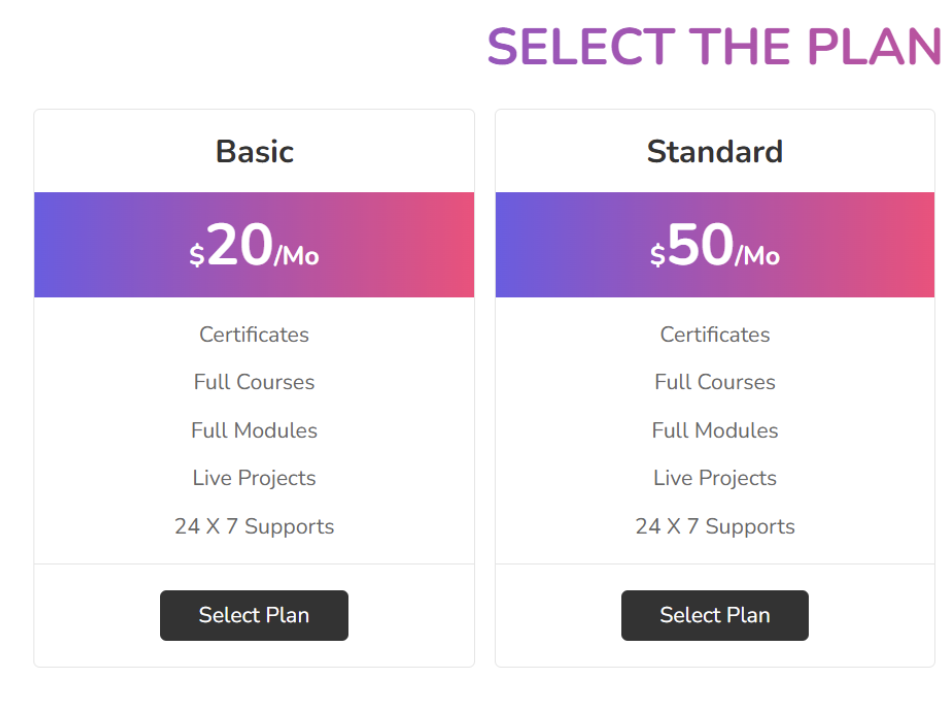 SELECT THE PLAN
Basic
$20/Mo
Certificates
Full Courses
Full Modules
Live Projects
24 X 7 Supports
Select Plan
Standard
$50/Mo
Certificates
Full Courses
Full Modules
Live Projects
24 X 7 Supports
Select Plan